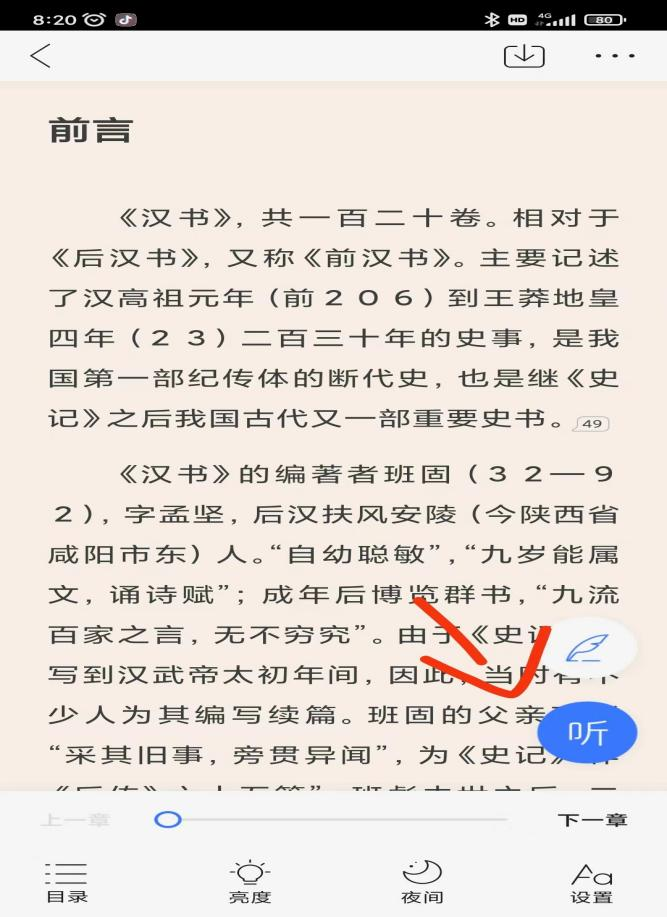 8:20
HD 4G 80
前言
《汉书》，共一百二十卷。相对于
《后汉书》，又称《前汉书》。主要记述
了汉高祖元年（前２０６）到王莽地皇
四年（２３）二百三十年的史事，是我
国第一部纪传体的断代史，也是继《史
记》之后我国古代又一部重要史书。 49
《汉书》的编著者班固（３２—９
２），字孟坚，后汉扶风安陵（今陕西省
咸阳市东）人。“自幼聪敏”，“九岁能属
文，诵诗赋”；成年后博览群书，“九流
百家之言，无不穷究”。由于《史记
写到汉武帝太初年间，因此，当时有不
少人为其编写续篇。班固的父亲
“采其旧事，旁贯异闻”，为《史记》作
听
上一章 下一章
目录 亮度 夜间 设置
Aa